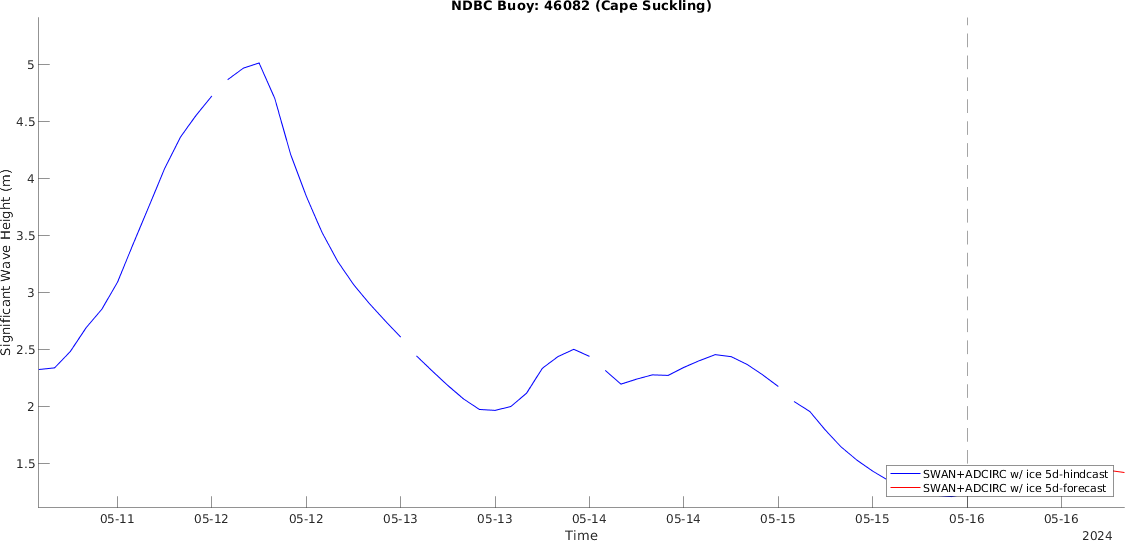 NDBC Buoy: 46082 (Cape Suckling)
Significant Wave Height (m)
5
4.5
4
3.5
3
2.5
2
1.5
SWAN+ADCIRC w/ ice 5d-hindcast
SWAN+ADCIRC w/ ice 5d-forecast
05-11 05-12 05-12 05-13 05-13 05-14 05-14 05-15 05-15 05-16 05-16
Time
2024